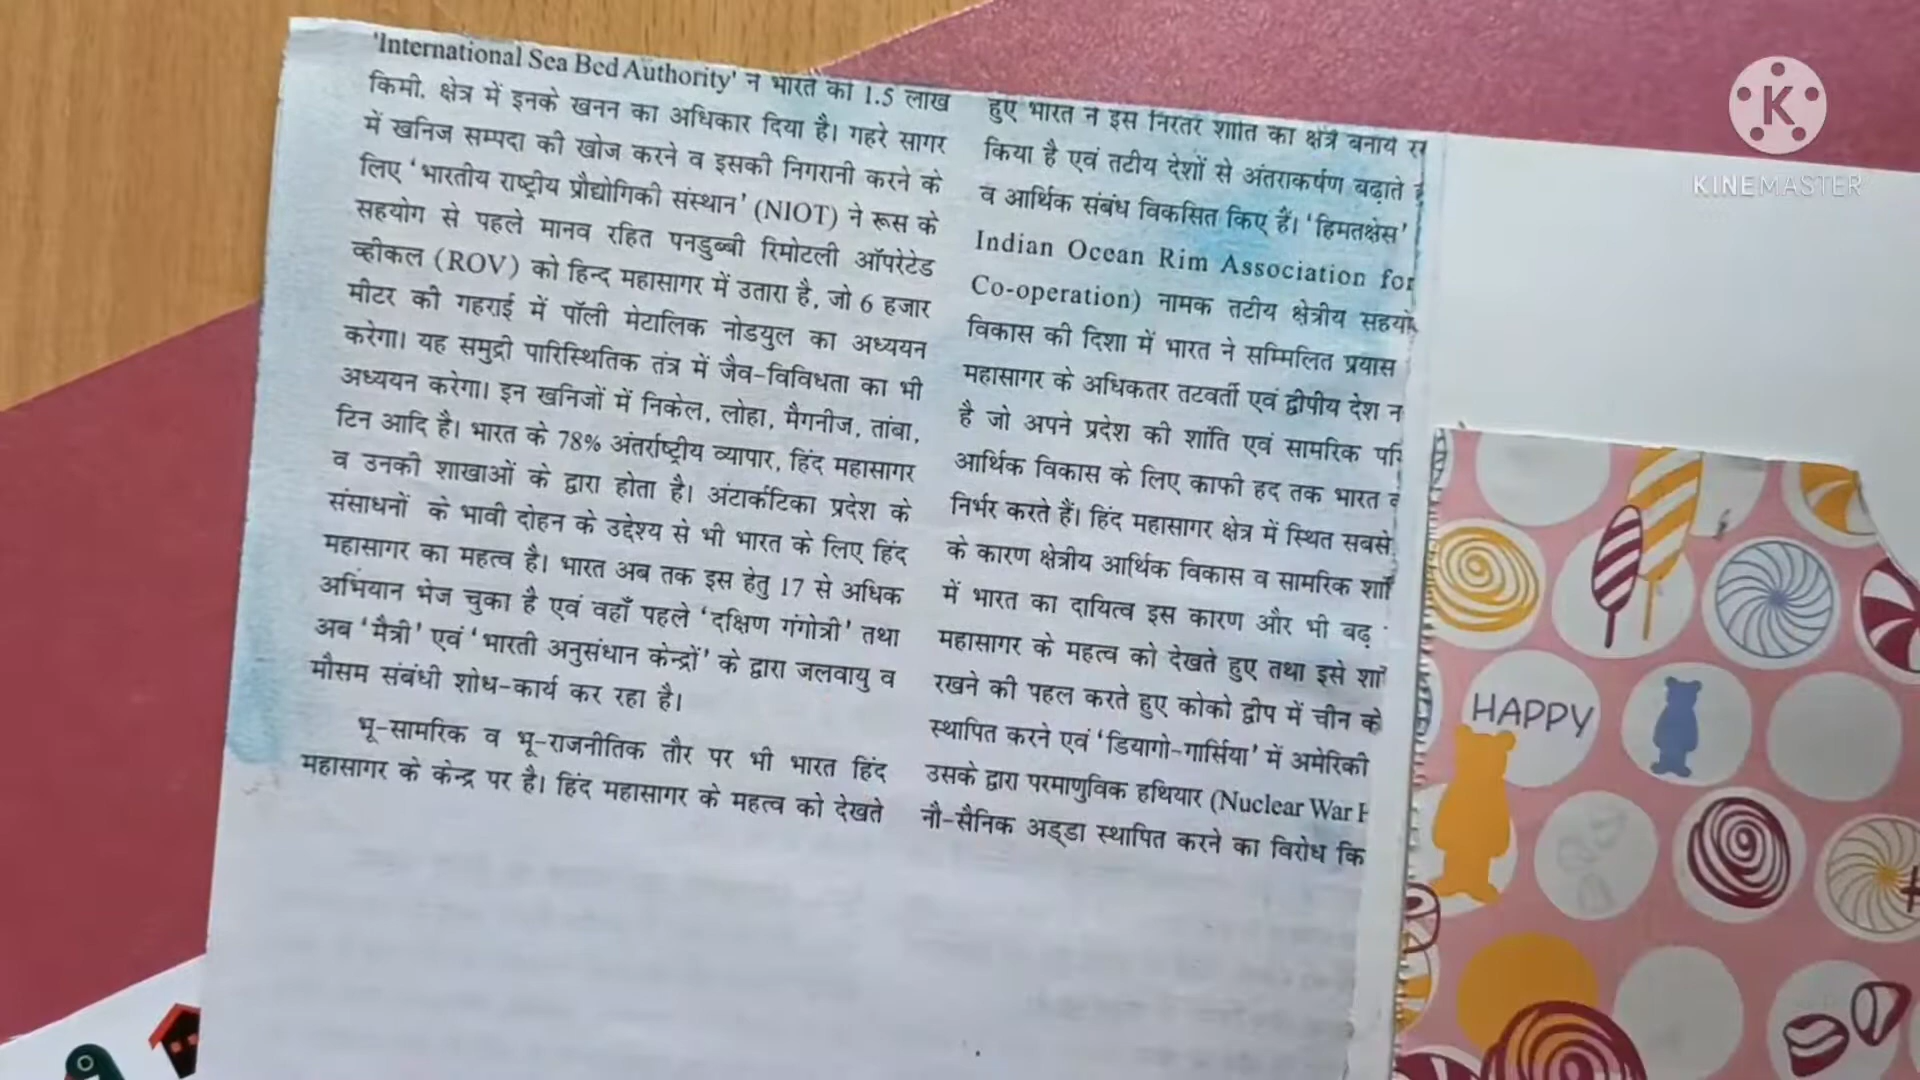 'International Sea Bed Authority' ने भारत को 1.5 लाख
किमी. क्षेत्र में इनके खनन का अधिकार दिया है। गहरे सागर
में खनिज सम्पदा की खोज करने व इसकी निगरानी करने के
लिए 'भारतीय राष्ट्रीय प्रौद्योगिकी संस्थान' (NIOT) ने रूस के
सहयोग से पहले मानव रहित पनडुब्बी रिमोटली ऑपरेटेड
व्हीकल (ROV) को हिन्द महासागर में उतारा है, जो 6 हजार
मीटर की गहराई में पॉली मेटालिक नोडयुल का अध्ययन
करेगा। यह समुद्री पारिस्थितिक तंत्र में जैव-विविधता का भी
अध्ययन करेगा। इन खनिजों में निकेल, लोहा, मैगनीज, तांबा,
टिन आदि है। भारत के 78% अंतर्राष्ट्रीय व्यापार, हिंद महासागर
व उनकी शाखाओं के द्वारा होता है। अंटार्कटिका प्रदेश के
संसाधनों के भावी दोहन के उद्देश्य से भी भारत के लिए हिंद
महासागर का महत्व है। भारत अब तक इस हेतु 17 से अधिक
अभियान भेज चुका है एवं वहाँ पहले 'दक्षिण गंगोत्री' तथा
अब 'मैत्री' एवं 'भारती अनुसंधान केन्द्रों' के द्वारा जलवायु व
मौसम संबंधी शोध-कार्य कर रहा है।
भू-सामरिक व भू-राजनीतिक तौर पर भी भारत हिंद
महासागर के केन्द्र पर है। हिंद महासागर के महत्व को देखते
हुए भारत ने इस निरंतर शांति का क्षेत्र बनाये
किया है एवं तटीय देशों से अंतराकर्षण बढ़ाते
व आर्थिक संबंध विकसित किए हैं। 'हिमतक्षेस'
Indian Ocean Rim Association for
Co-operation) नामक तटीय क्षेत्रीय
विकास की दिशा में भारत ने सम्मिलित प्रयास
महासागर के अधिकतर तटवर्ती एवं द्वीपीय देश
है जो अपने प्रदेश की शांति एवं सामरिक
आर्थिक विकास के लिए काफी हद तक भारत
निर्भर करते हैं। हिंद महासागर क्षेत्र में स्थित सबसे
के कारण क्षेत्रीय आर्थिक विकास व सामरिक
में भारत का दायित्व इस कारण और भी बढ़
महासागर के महत्व को देखते हुए तथा इसे
रखने की पहल करते हुए कोको द्वीप में चीन
स्थापित करने एवं 'डियागो-गार्सिया' में अमेरिकी
उसके द्वारा परमाणुविक हथियार (Nuclear War
नौ-सैनिक अड्डा स्थापित करने का विरोध कि
HAPPY
K
KINEMASTER